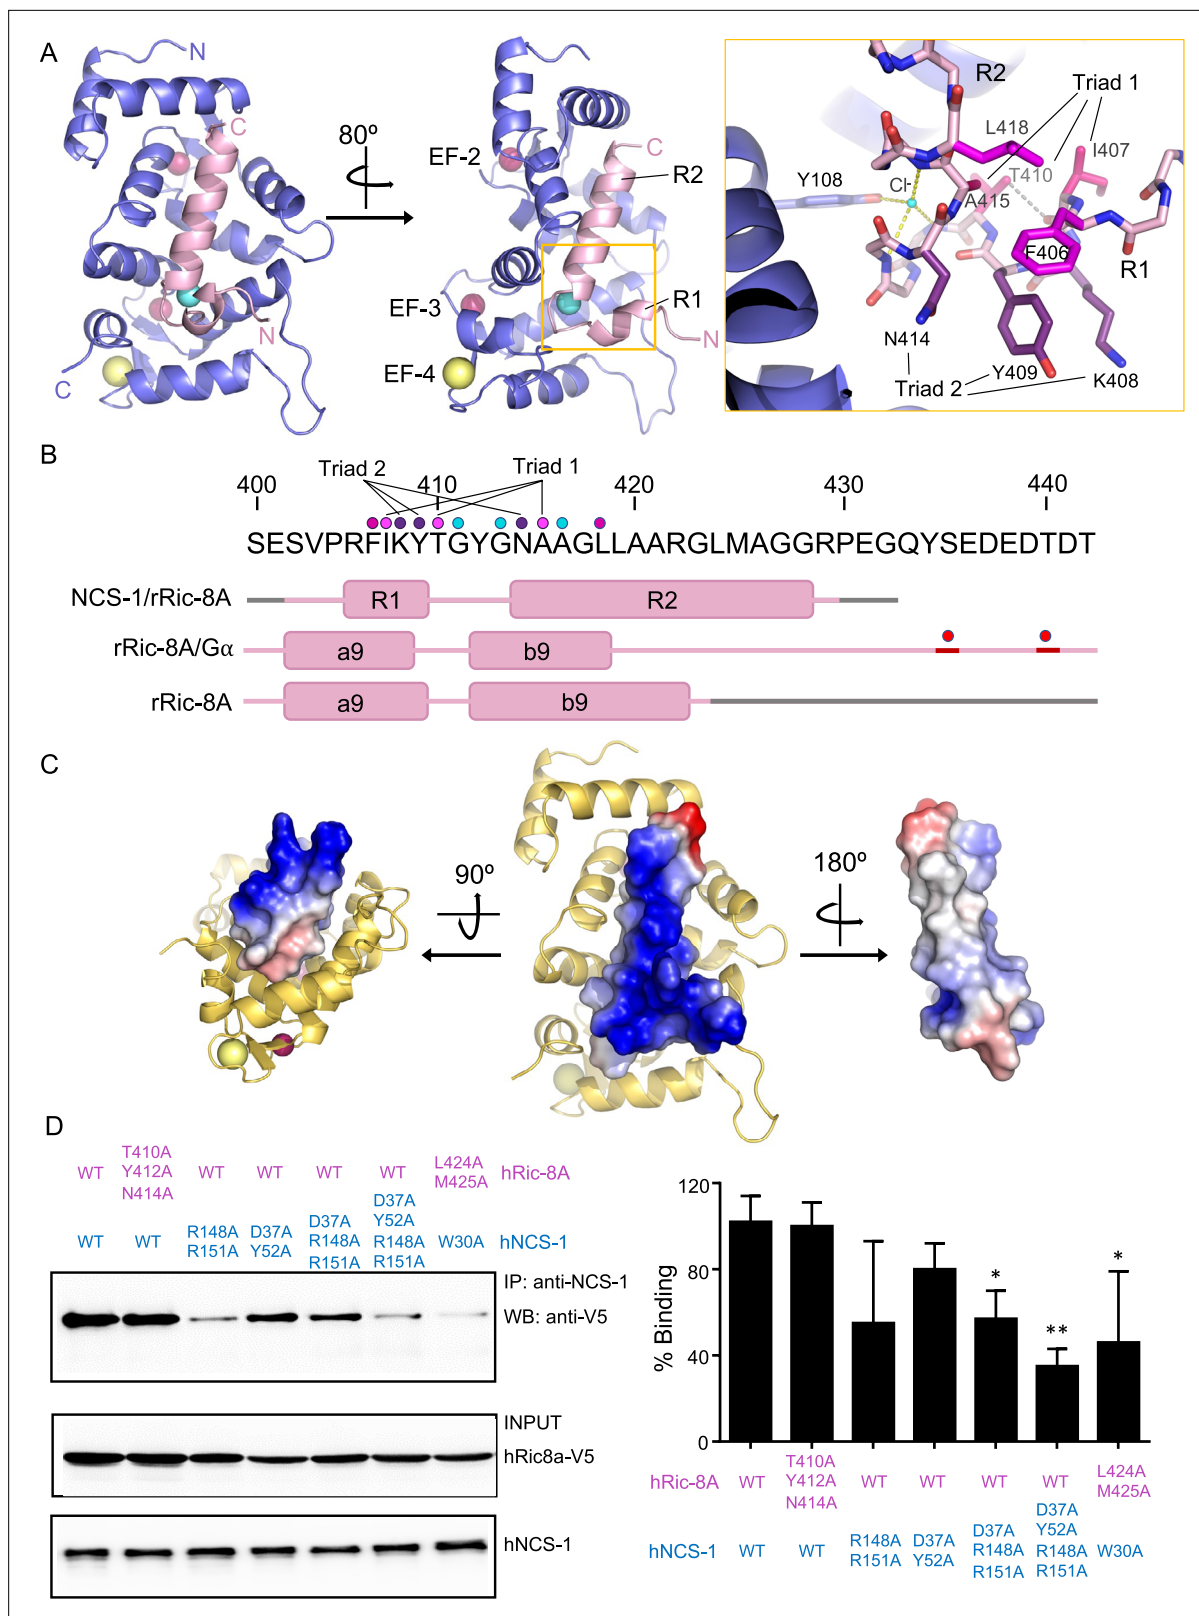 A
N
C
C
N
80º
EF-2
EF-3
EF-4
C
R2
R1
N
R2
Triad 1
L418
I407
T410
Y108
Cl-
A415
F406
R1
N414
Y409
K408
Triad 2
B
Triad 2
Triad 1
400
410
420
430
440
SESVPRFIKYTGYGNAAGLLAARGLMAGGRPEGQYSEDEDTDT
NCS-1/rRic-8A
R1
R2
rRic-8A/Gα
a9
b9
rRic-8A
a9
b9
C
90º
180º
D
WT
T410A
Y412A
N414A
WT
WT
WT
WT
L424A
M425A
hRic-8A
WT
WT
R148A
R151A
D37A
Y52A
D37A
R148A
R151A
D37A
Y52A
R148A
R151A
W30A
hNCS-1
IP: anti-NCS-1
WB: anti-V5
INPUT
hRic8a-V5
hNCS-1
% Binding
120
80
40
0
*
**
*
hRic-8A
WT
T410A
Y412A
N414A
WT
WT
WT
WT
L424A
M425A
hNCS-1
WT
WT
R148A
R151A
D37A
Y52A
D37A
R148A
R151A
D37A
Y52A
R148A
R151A
W30A